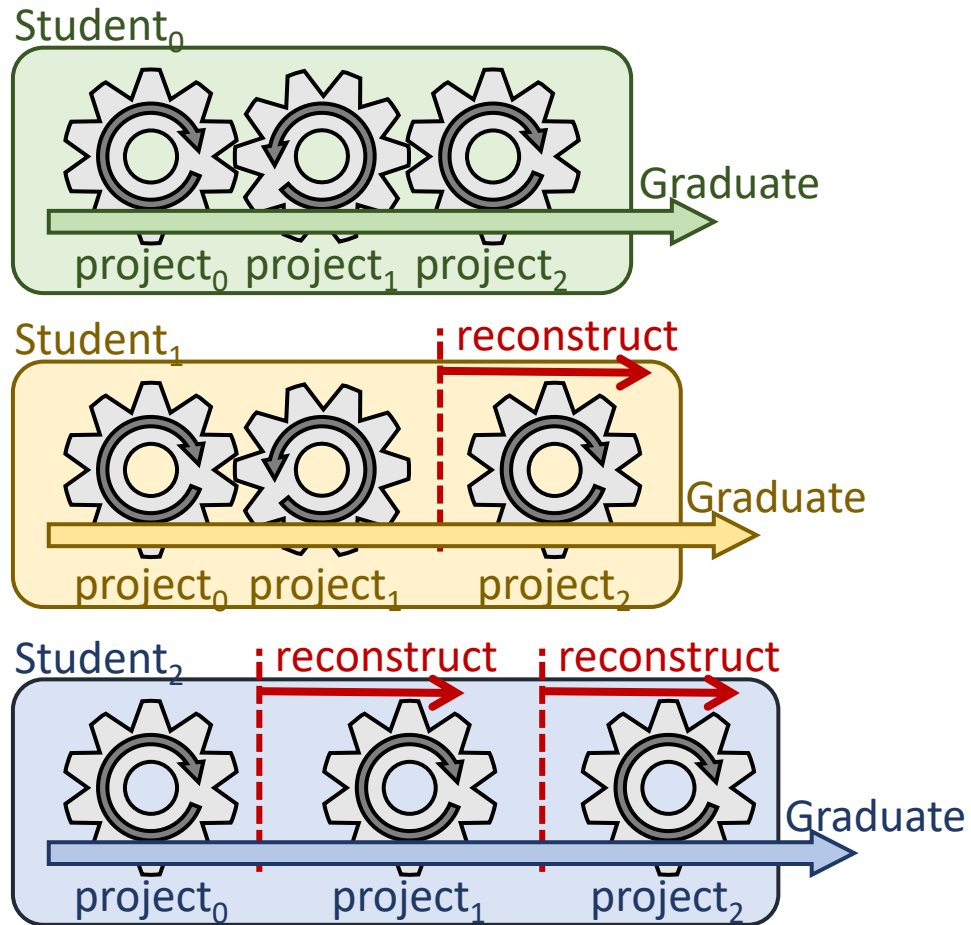 Student₀
Graduate
project₀ project₁ project₂
Student₁
reconstruct
Graduate
project₀ project₁ project₂
Student₂
reconstruct reconstruct
Graduate
project₀ project₁ project₂